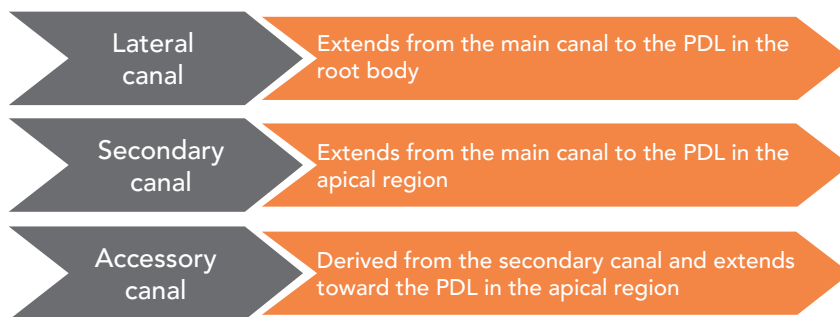 Lateral
canal
Extends from the main canal to the PDL in the
root body
Secondary
canal
Extends from the main canal to the PDL in the
apical region
Accessory
canal
Derived from the secondary canal and extends
toward the PDL in the apical region